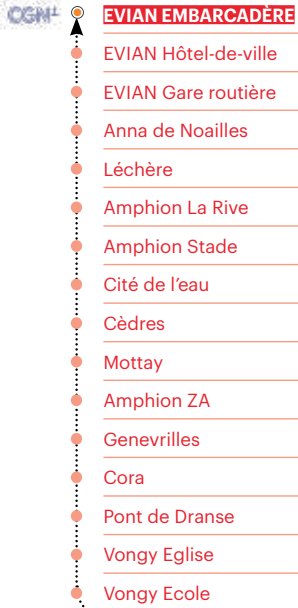 CGN
EVIAN EMBARCADÈRE
EVIAN Hôtel-de-ville
EVIAN Gare routière
Anna de Noailles
Léchère
Amphion La Rive
Amphion Stade
Cité de l'eau
Cèdres
Mottay
Amphion ZA
Genevrilles
Cora
Pont de Dranse
Vongy Eglise
Vongy Ecole